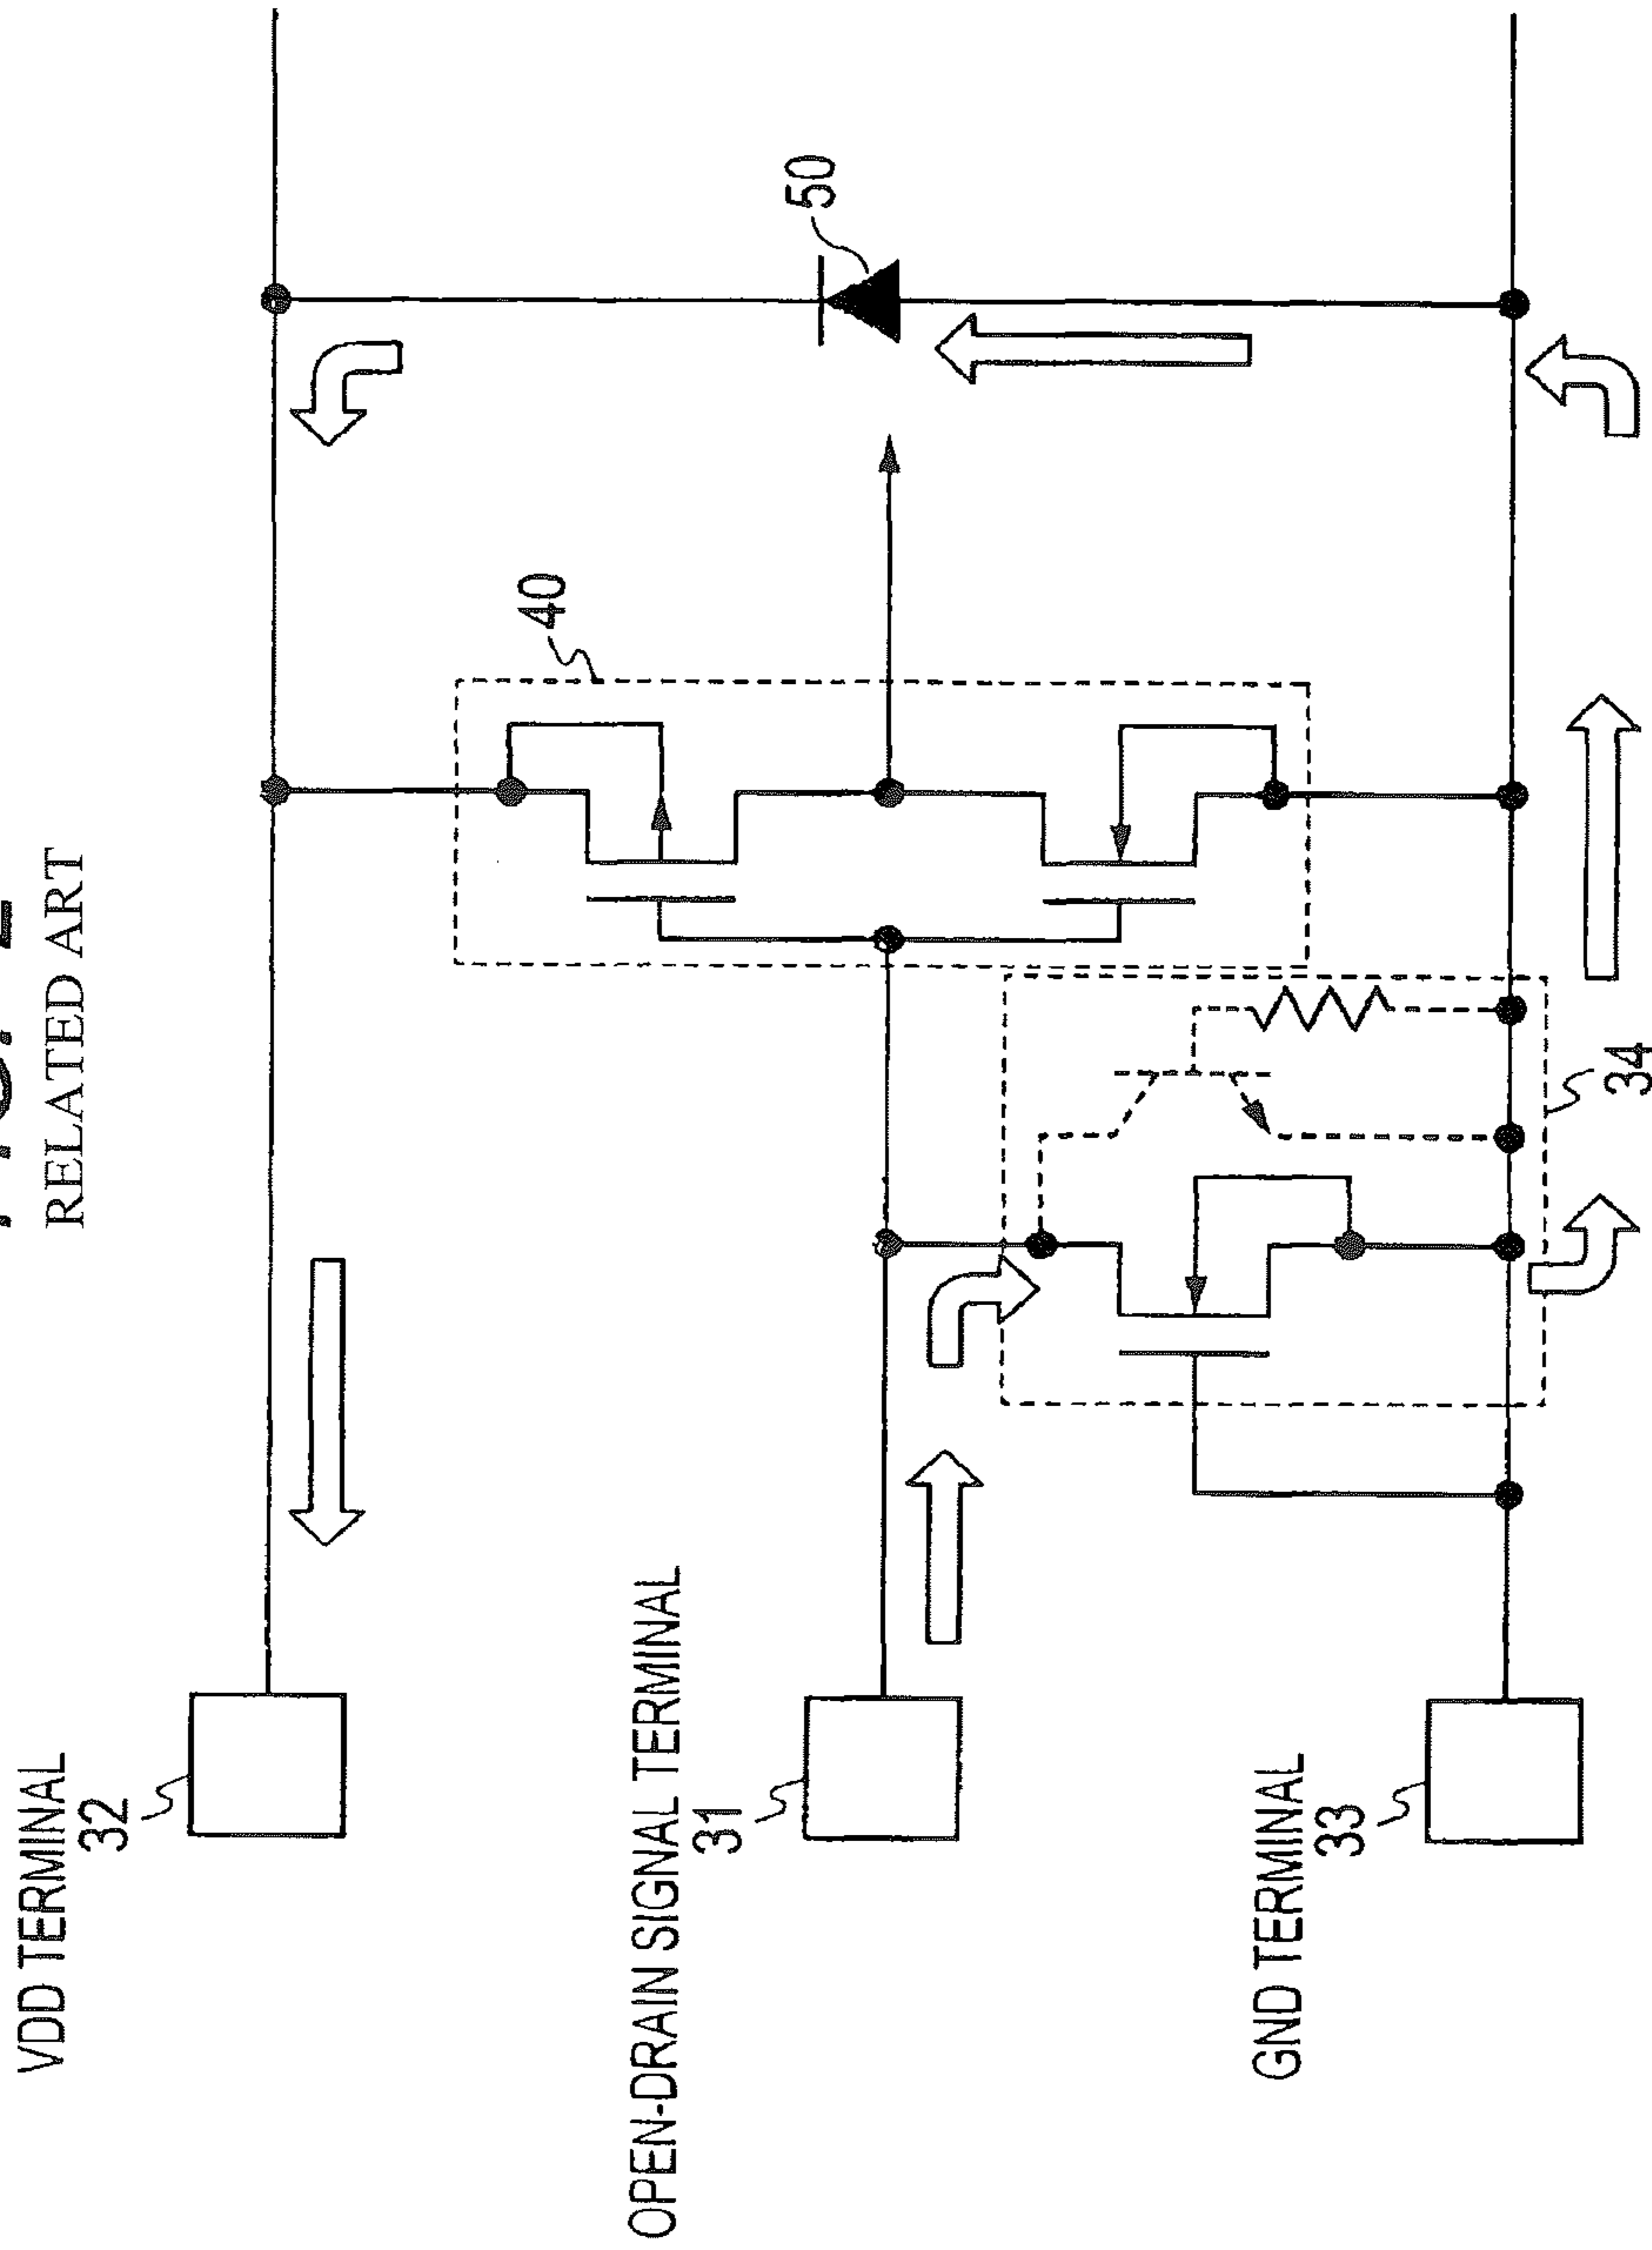 RELATED ART
VDD TERMINAL
32
OPEN-DRAIN SIGNAL TERMINAL
31
GND TERMINAL
33
34
40
50